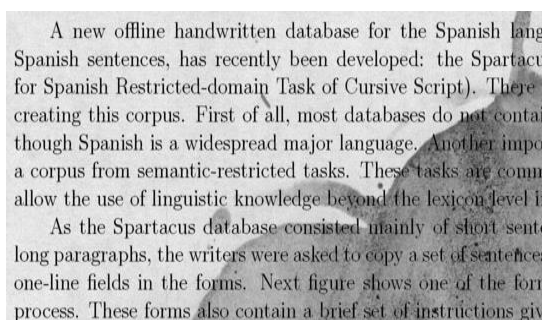 A new offline handwritten database for the Spanish lang
Spanish sentences, has recently been developed: the Spartacu
for Spanish Restricted-domain Task of Cursive Script). There
creating this corpus. First of all, most databases do not contai
though Spanish is a widespread major language. Another impo
a corpus from semantic-restricted tasks. These tasks are comm
allow the use of linguistic knowledge beyond the lexicon level i
As the Spartacus database consisted mainly of short sent
long paragraphs, the writers were asked to copy a set of sentence
one-line fields in the forms. Next figure shows one of the for
process. These forms also contain a brief set of instructions giv